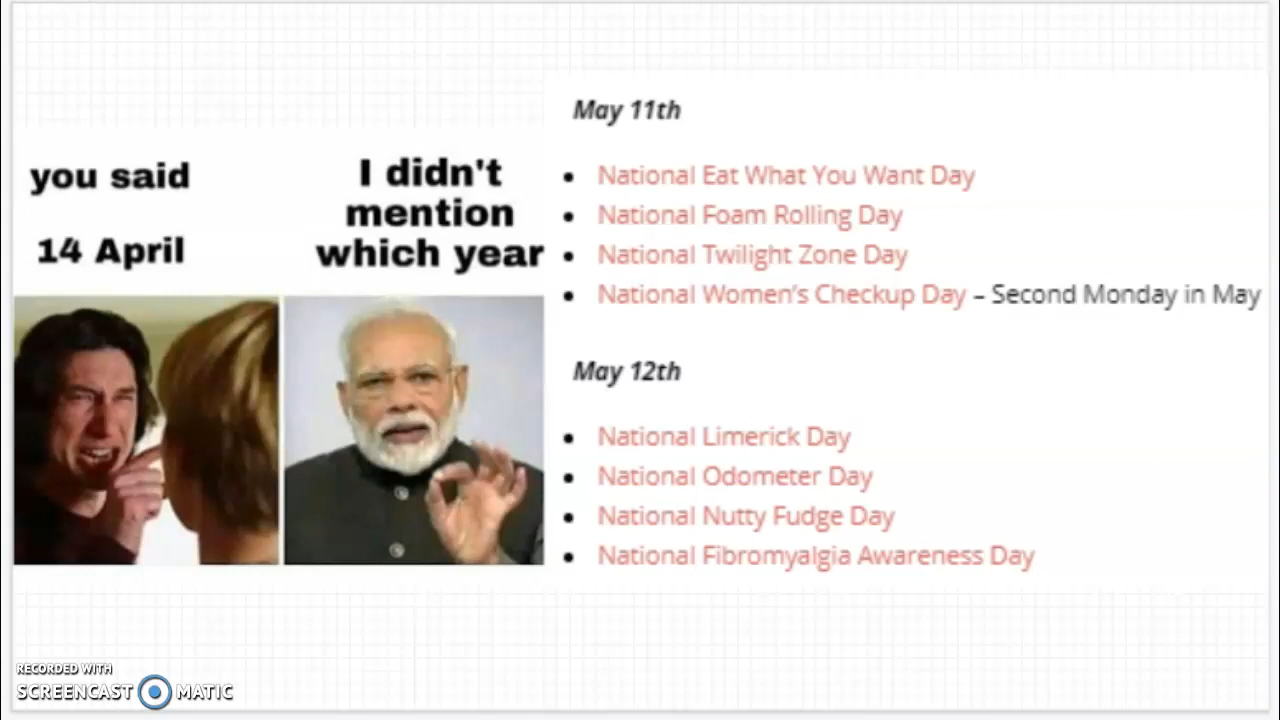 you said
14 April
I didn't
mention
which year
May 11th
National Eat What You Want Day
National Foam Rolling Day
National Twilight Zone Day
National Women's Checkup Day – Second Monday in May
May 12th
National Limerick Day
National Odometer Day
National Nutty Fudge Day
National Fibromyalgia Awareness Day
RECORDED WITH
SCREENCAST MATIC